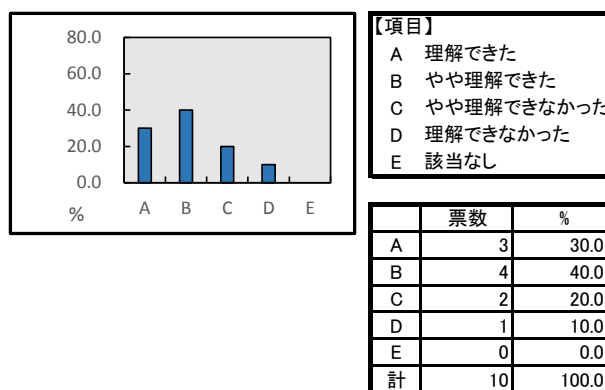 80.0
60.0
40.0
20.0
0.0
% A B C D E
【項目】
A 理解できた
B やや理解できた
C やや理解できなかった
D 理解できなかった
E 該当なし
票数 %
A 3 30.0
B 4 40.0
C 2 20.0
D 1 10.0
E 0 0.0
計 10 100.0